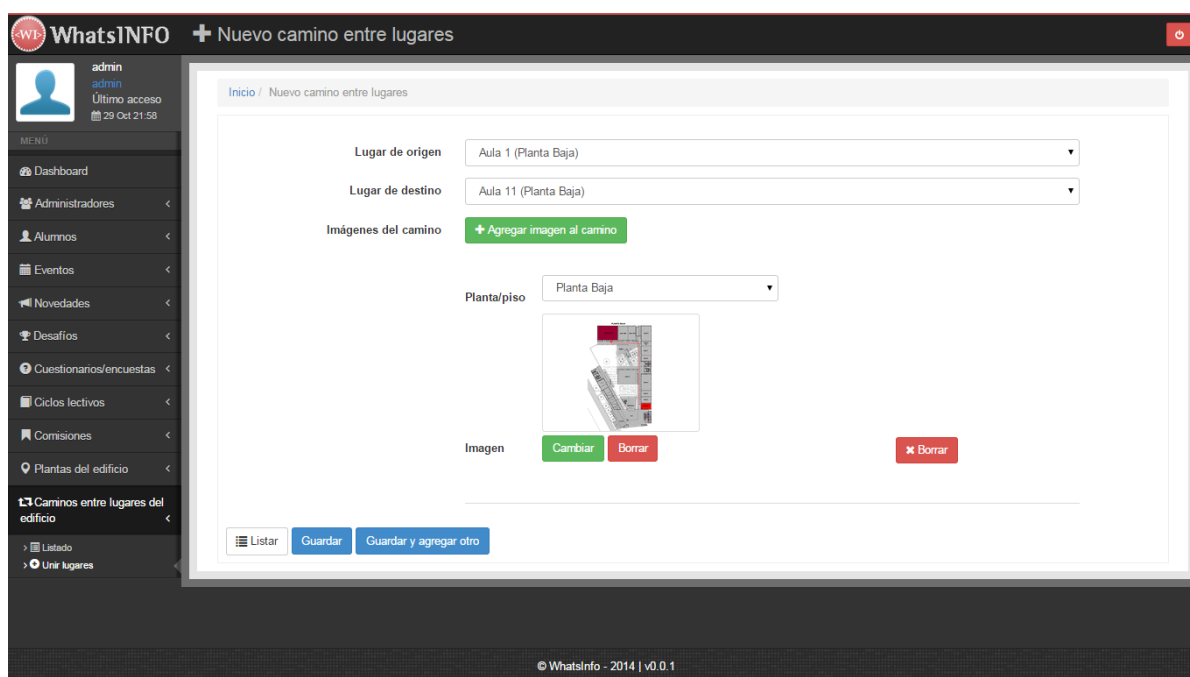 WI WhatsINFO
Nuevo camino entre lugares
admin
admin
Último acceso
29 Oct 21:58
MENÚ
Dashboard
Administradores
Alumnos
Eventos
Novedades
Desafíos
Cuestionarios/encuestas
Ciclos lectivos
Comisiones
Plantas del edificio
Caminos entre lugares del
edificio
Listado
Unir lugares
Inicio / Nuevo camino entre lugares
Lugar de origen Aula 1 (Planta Baja)
Lugar de destino Aula 11 (Planta Baja)
Imágenes del camino Agregar imagen al camino
Planta/piso Planta Baja
Imagen Cambiar Borrar Borrar
Listar Guardar Guardar y agregar otro
© WhatsInfo - 2014 | v0.0.1